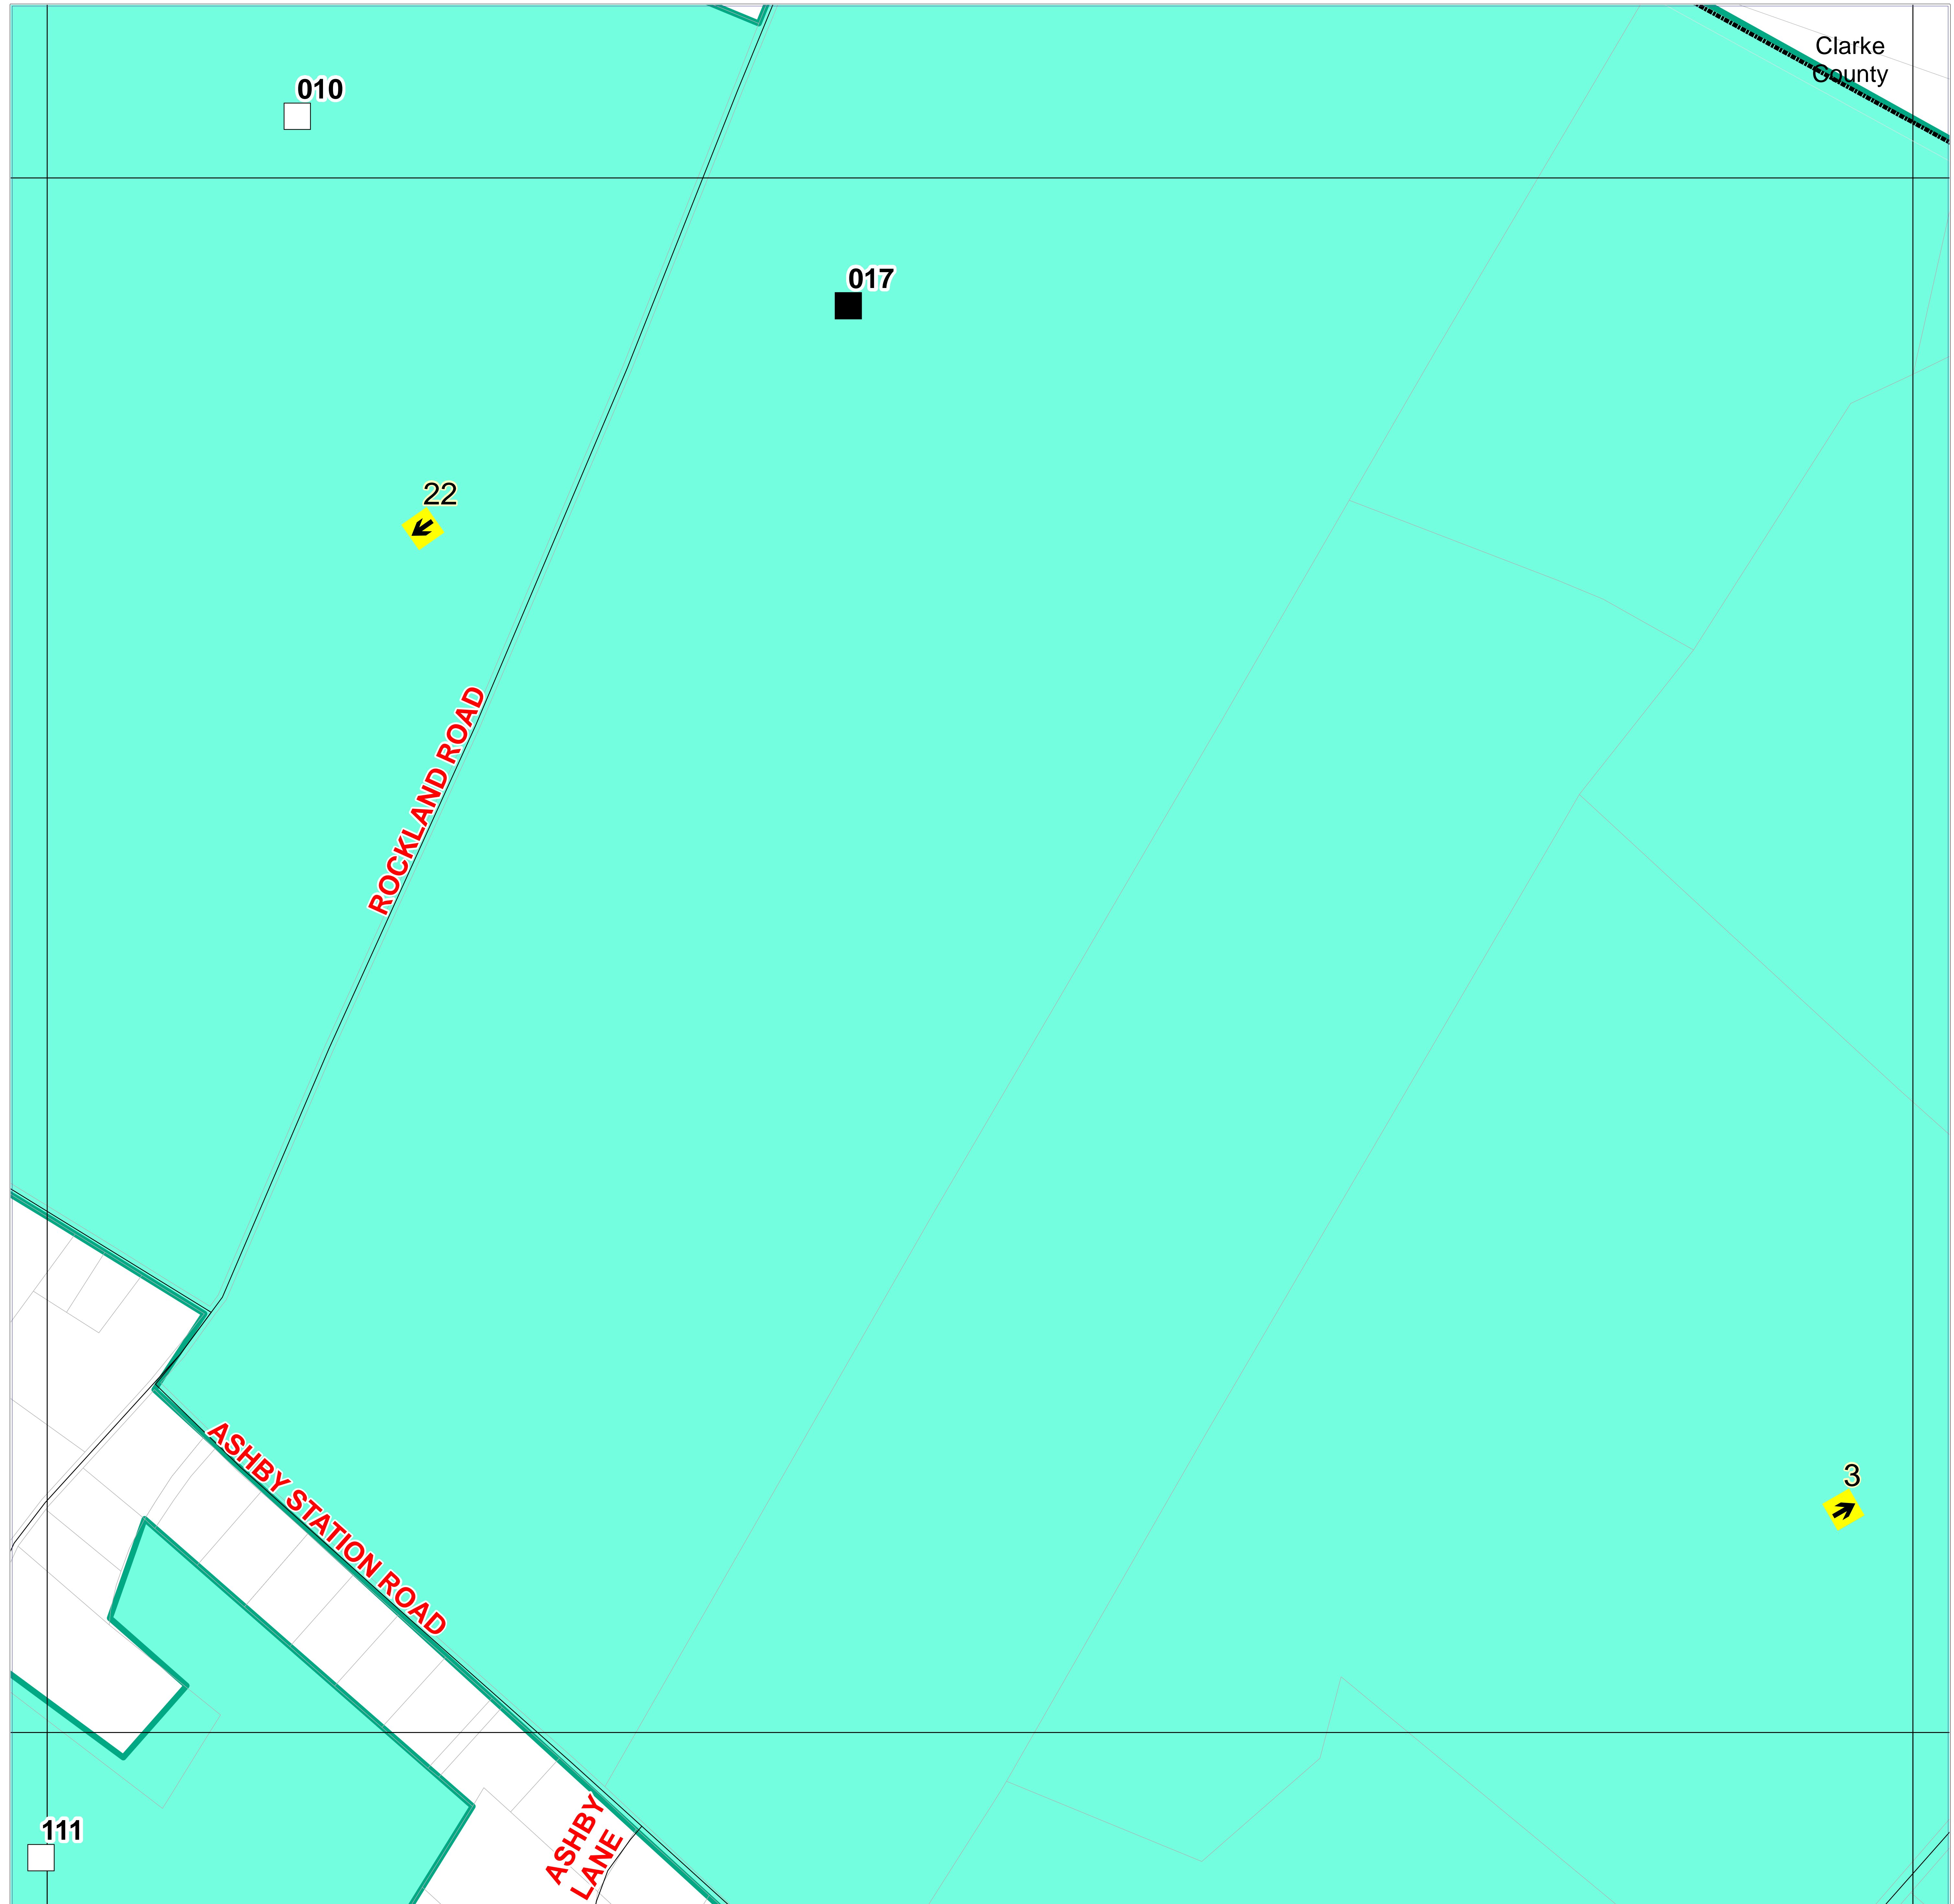 Clarke
County
010
017
22
ROCKLAND ROAD
ASHBY STATION ROAD
3
ASHBY
LANE
111